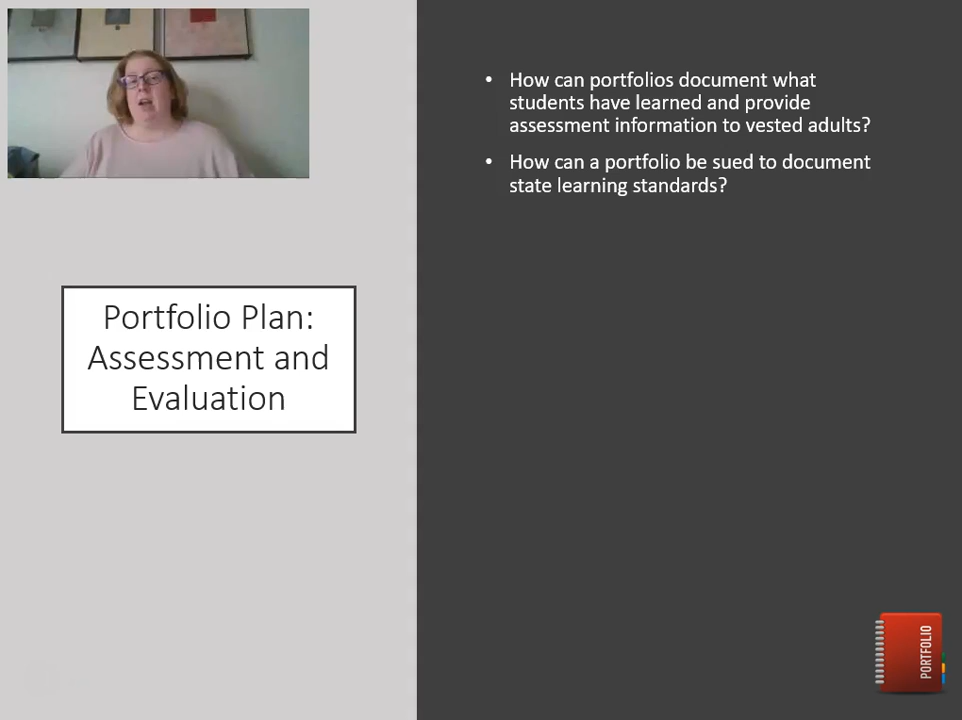 Portfolio Plan:
Assessment and
Evaluation
• How can portfolios document what
students have learned and provide
assessment information to vested adults?
• How can a portfolio be sued to document
state learning standards?
PORTFOLIO